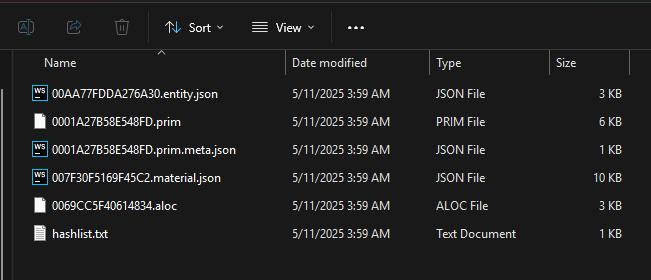 Sort View
Name Date modified Type Size
WS 00AA77FDDA276A30.entity.json 5/11/2025 3:59 AM JSON File 3 KB
0001A27B58E548FD.prim 5/11/2025 3:59 AM PRIM File 6 KB
WS 0001A27B58E548FD.prim.meta.json 5/11/2025 3:59 AM JSON File 1 KB
WS 007F30F5169F45C2.material.json 5/11/2025 3:59 AM JSON File 10 KB
0069CC5F40614834.aloc 5/11/2025 3:59 AM ALOC File 3 KB
hashlist.txt 5/11/2025 3:59 AM Text Document 1 KB